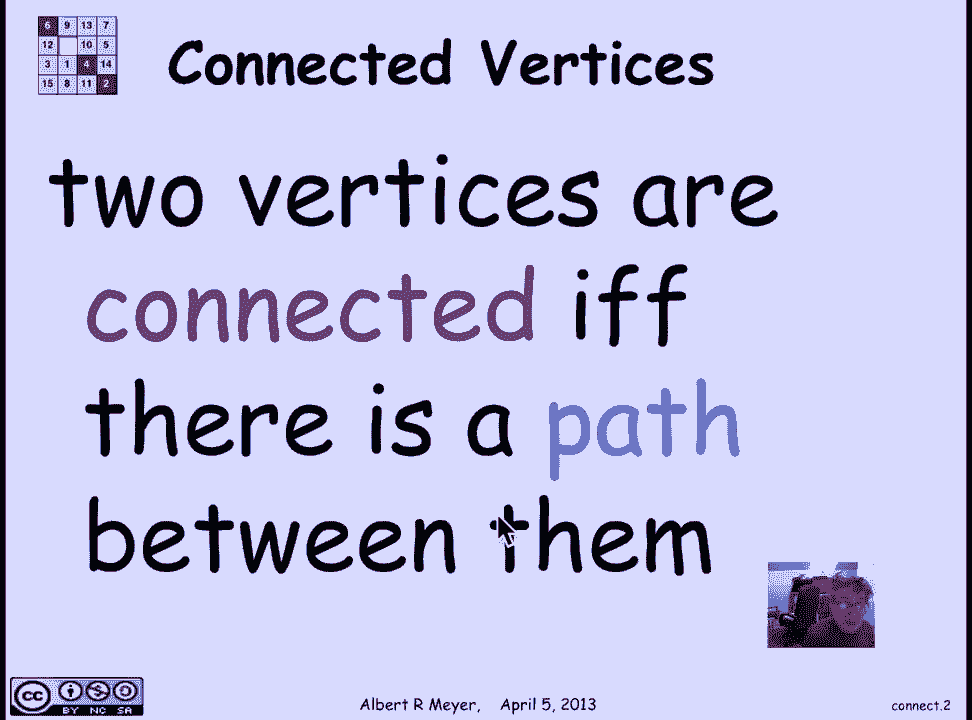 6 9 13 7
12 10 5
3 1 4 14
15 8 11 2
Connected Vertices
two vertices are
connected iff
there is a path
between them
cc
BY NC SA
Albert R Meyer, April 5, 2013
connect.2